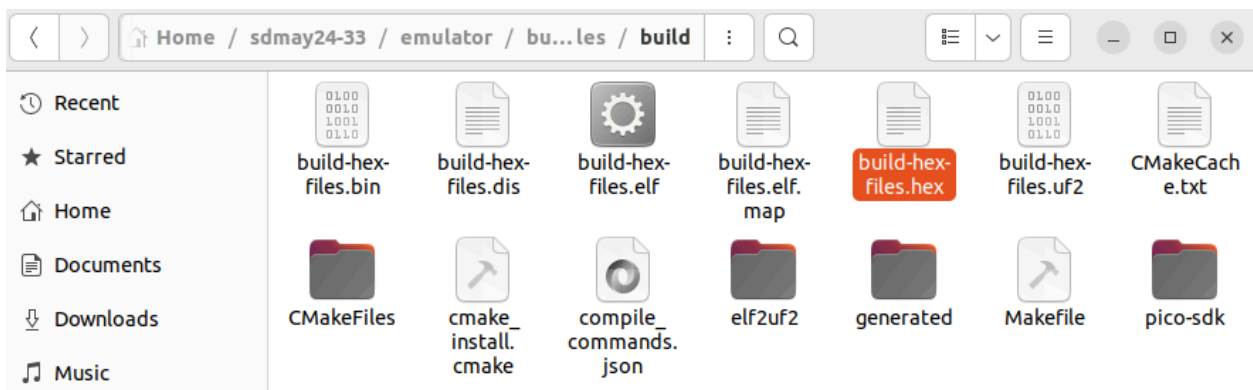 Home / sdmay24-33 / emulator / bu...les / build
Recent
Starred
Home
Documents
Downloads
Music
0100
0010
1001
0110
build-hex-
files.bin
build-hex-
files.dis
build-hex-
files.elf
build-hex-
files.elf.
map
build-hex-
files.hex
0100
0010
1001
0110
build-hex-
files.uf2
CMakeCach
e.txt
CMakeFiles
cmake_
install.
cmake
compile_
commands.
json
elf2uf2
generated
Makefile
pico-sdk